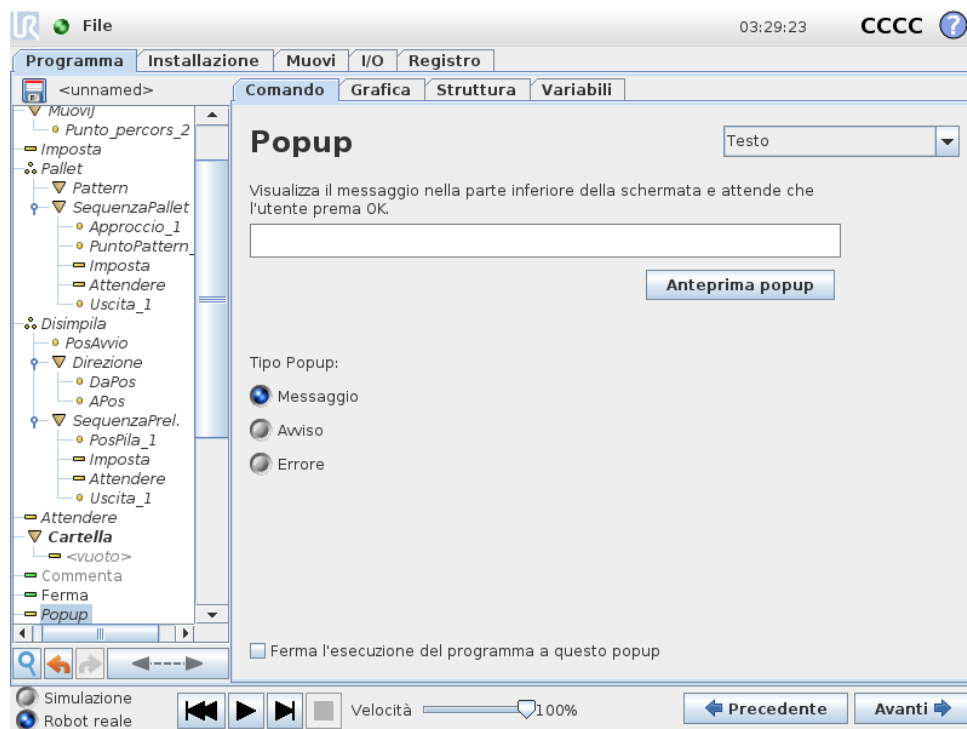 UR File 03:29:23 CCCC ?
Programma Installazione Muovi I/O Registro
<unnamed>
Comando Grafica Struttura Variabili
MuoviJ
Punto_percors_2
Imposta
Pallet
Pattern
SequenzaPallet
Approccio_1
PuntoPattern_
Imposta
Attendere
Uscita_1
Disimpila
PosAvvio
Direzione
DaPos
APos
SequenzaPrel.
PosPila_1
Imposta
Attendere
Uscita_1
Attendere
Cartella
<vuoto>
Commenta
Ferma
Popup
Popup
Testo
Visualizza il messaggio nella parte inferiore della schermata e attende che
l'utente prema OK.
Anteprima popup
Tipo Popup:
Messaggio
Avviso
Errore
Ferma l'esecuzione del programma a questo popup
Simulazione
Robot reale
Velocità 100%
Precedente
Avanti